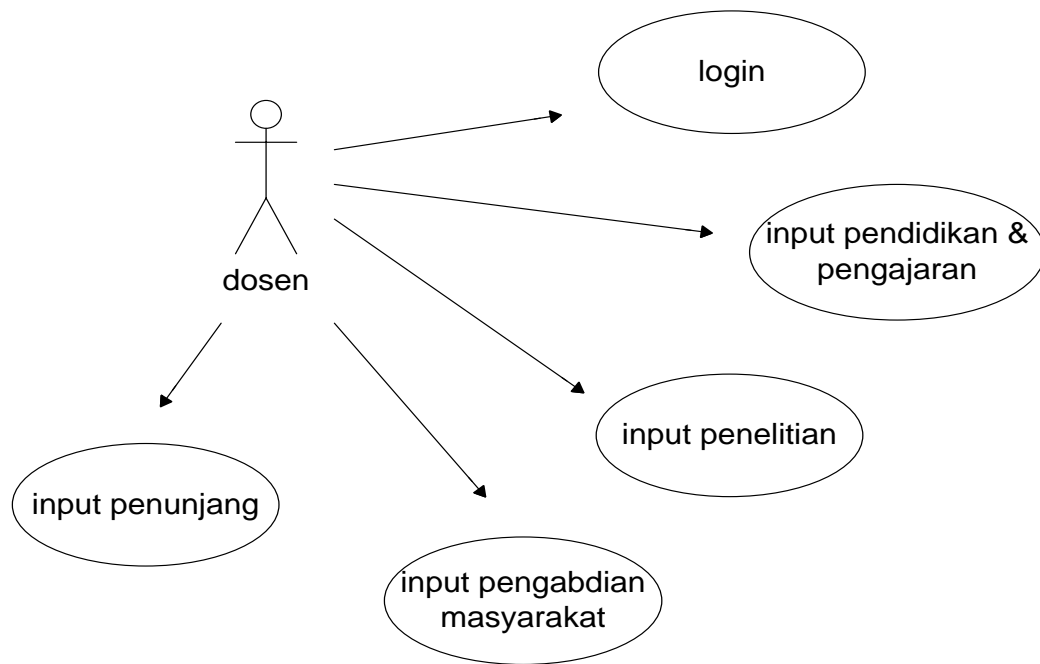 login
input pendidikan &
pengajaran
dosen
input penelitian
input penunjang
input pengabdian
masyarakat